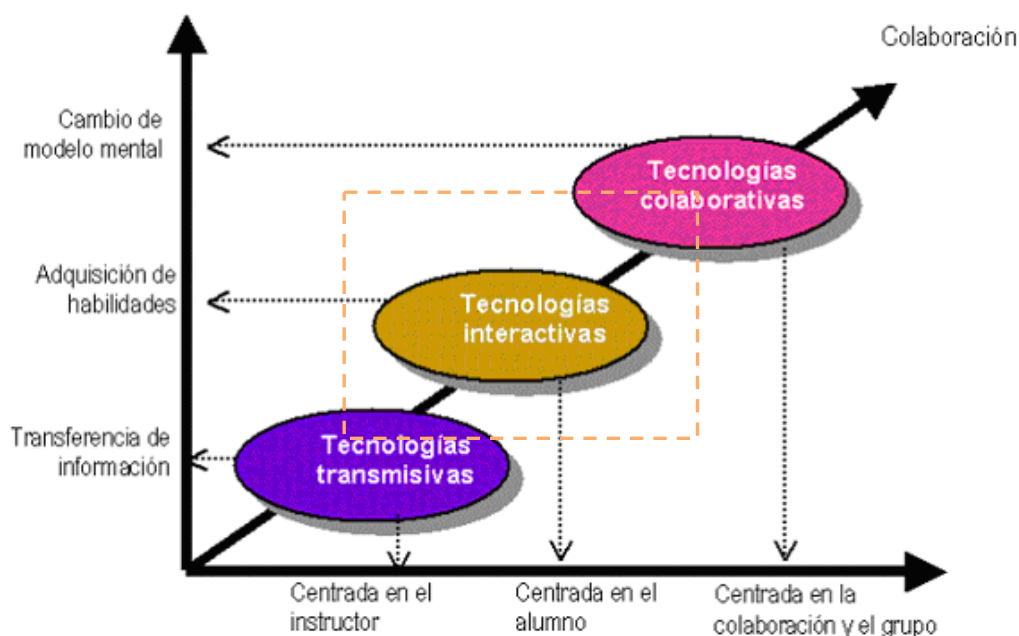 Colaboración
Cambio de
modelo mental
Tecnologías
colaborativas
Adquisición de
habilidades
Tecnologías
interactivas
Transferencia de
información
Tecnologías
transmisivas
Centrada en el
instructor
Centrada en el
alumno
Centrada en la
colaboración y el grupo